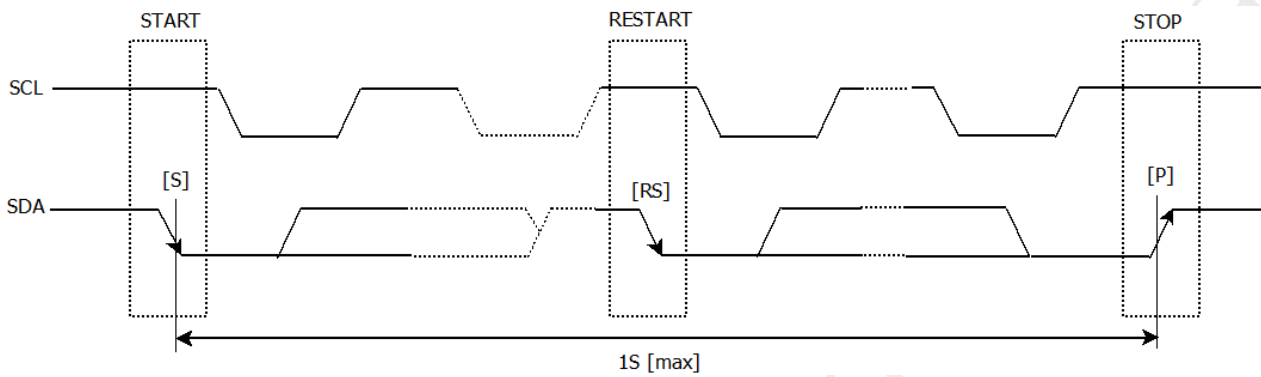 START
RESTART
STOP
SCL
[S]
[RS]
[P]
SDA
1S [max]